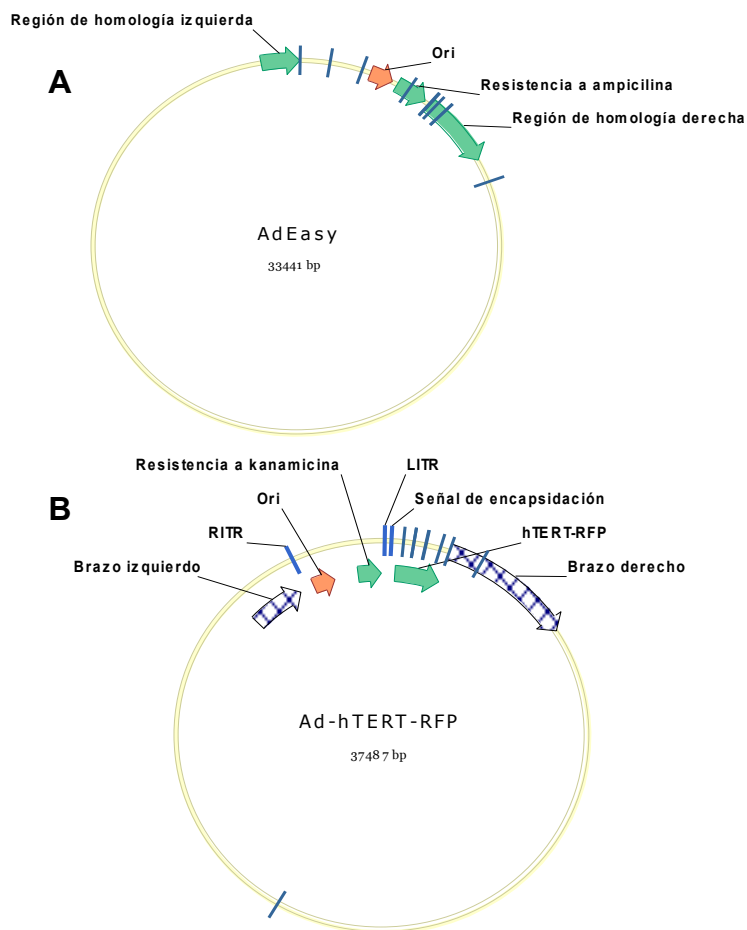 Región de homología izquierda
Ori
A
Resistencia a ampicilina
Región de homología derecha
AdEasy
33441 bp
Resistencia a kanamicina
LITR
B
Ori
Señal de encapsidación
RITR
hTERT-RFP
Brazo izquierdo
Brazo derecho
Ad-hTERT-RFP
37487 bp